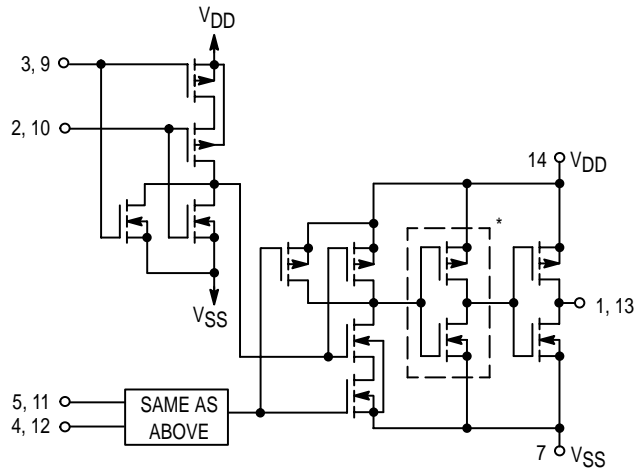 VDD
3, 9
2, 10
14 VDD
*
VSS
1, 13
5, 11
4, 12
SAME AS
ABOVE
7 VSS